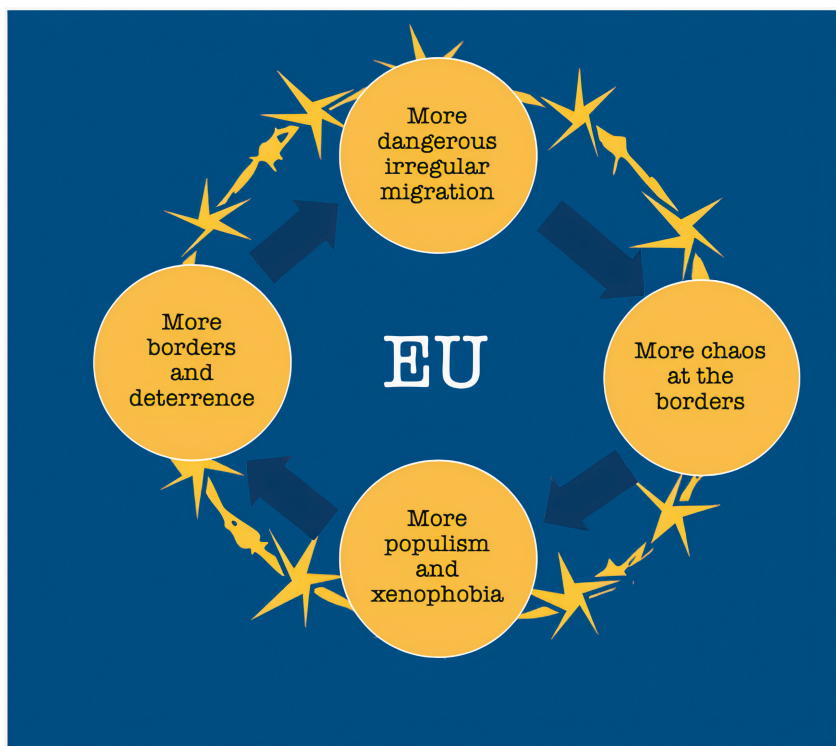 More
dangerous
irregular
migration
More chaos
at the
borders
More
populism
and
xenophobia
More
borders
and
deterrence
EU